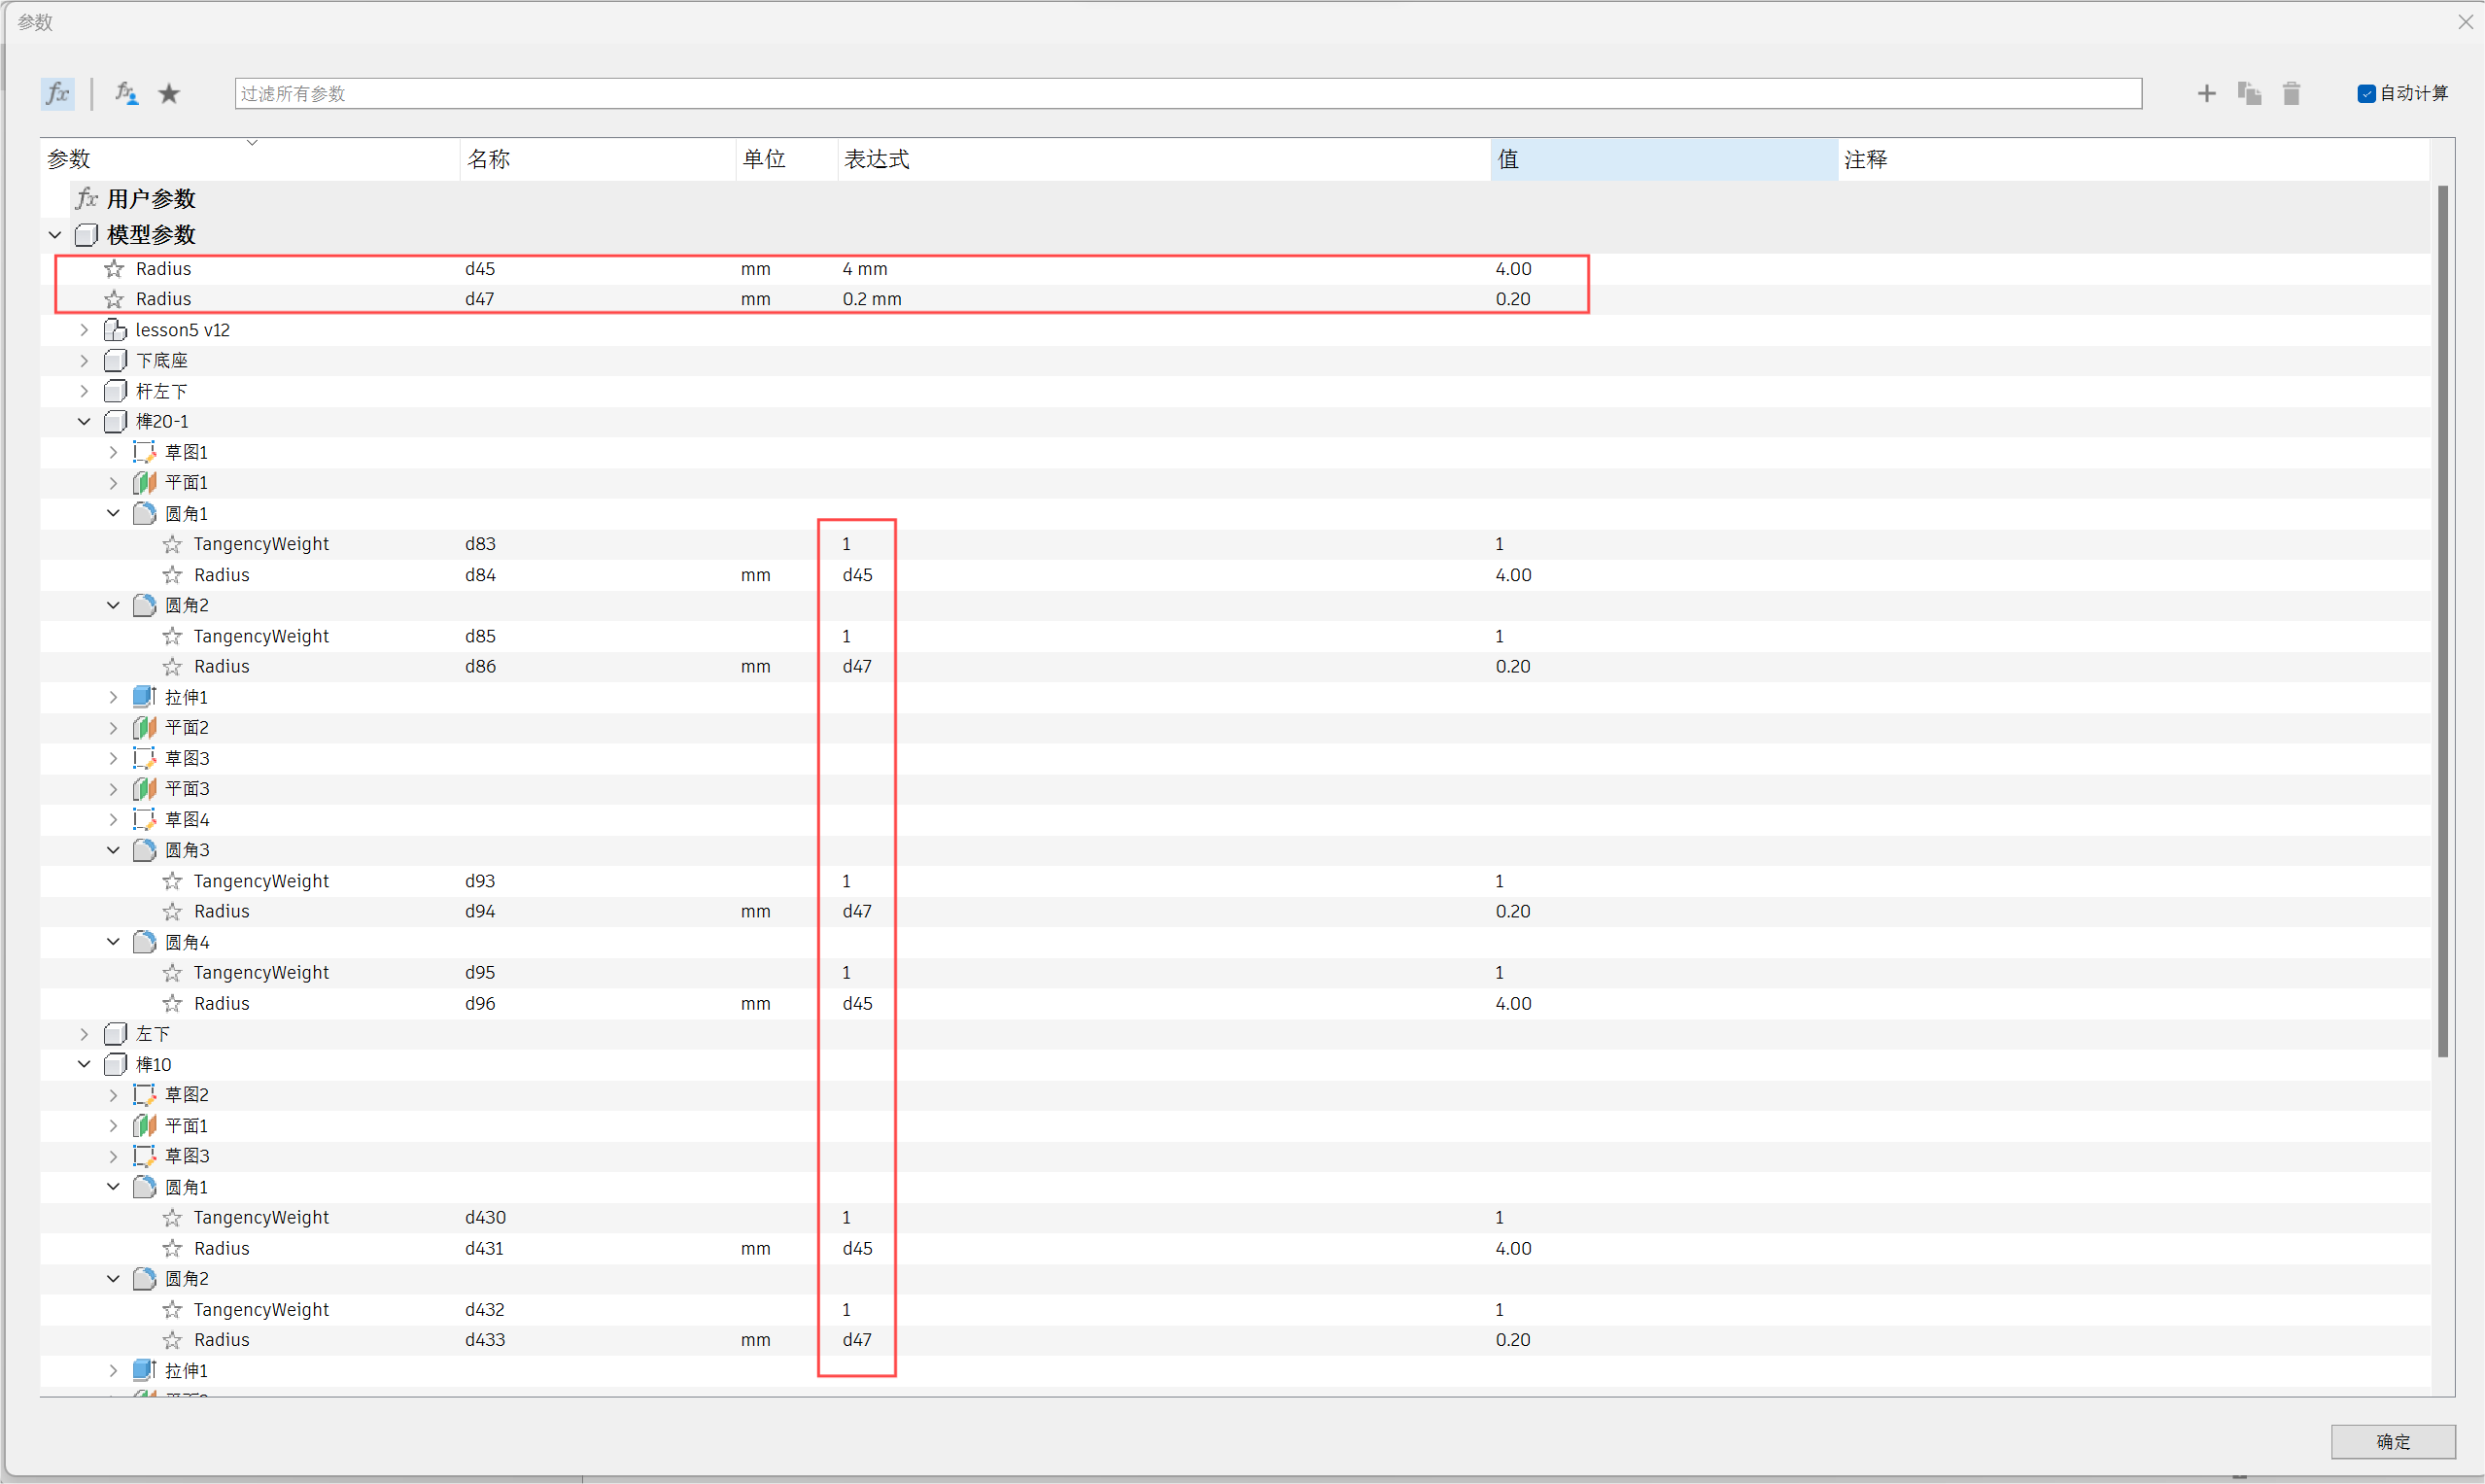 参数
fx
过滤所有参数
自动计算
参数 名称 单位 表达式 值 注释
fx 用户参数
模型参数
Radius d45 mm 4 mm 4.00
Radius d47 mm 0.2 mm 0.20
lesson5 v12
下底座
杆左下
榫20-1
草图1
平面1
圆角1
TangencyWeight d83 1 1
Radius d84 mm d45 4.00
圆角2
TangencyWeight d85 1 1
Radius d86 mm d47 0.20
拉伸1
平面2
草图3
平面3
草图4
圆角3
TangencyWeight d93 1 1
Radius d94 mm d47 0.20
圆角4
TangencyWeight d95 1 1
Radius d96 mm d45 4.00
左下
榫10
草图2
平面1
草图3
圆角1
TangencyWeight d430 1 1
Radius d431 mm d45 4.00
圆角2
TangencyWeight d432 1 1
Radius d433 mm d47 0.20
拉伸1
确定